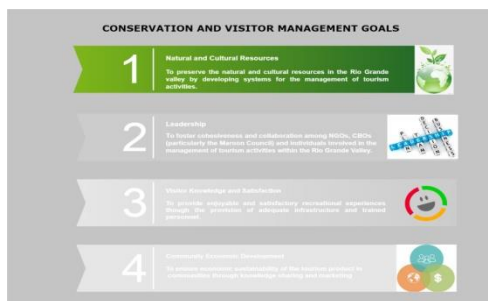 CONSERVATION AND VISITOR MANAGEMENT GOALS
1
Natural and Cultural Resources
To preserve the natural and cultural resources in the Rio Grande
valley by developing systems for the management of tourism
activities.
2
Leadership
To foster cohesiveness and collaboration among NGOs, CBOs
(particularly the Maroon Council) and individuals involved in the
management of tourism activities within the Rio Grande Valley.
3
Visitor Knowledge and Satisfaction
To provide enjoyable and satisfactory recreational experiences
through the provision of adequate infrastructure and trained
personnel.
4
Community Economic Development
To ensure economic sustainability of the tourism product in
communities through knowledge sharing and marketing.
$